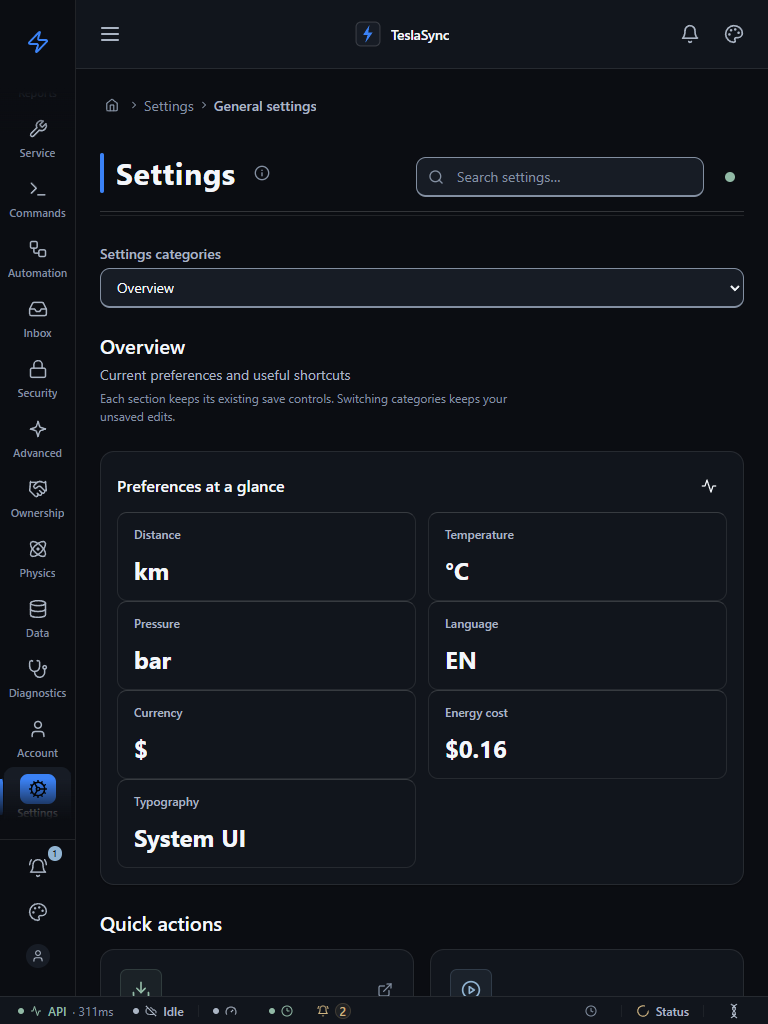 TeslaSync
Reports
Service
Commands
Automation
Inbox
Security
Advanced
Ownership
Physics
Data
Diagnostics
Account
Settings
1
Settings
General settings
Settings
Search settings...
Settings categories
Overview
Overview
Current preferences and useful shortcuts
Each section keeps its existing save controls. Switching categories keeps your
unsaved edits.
Preferences at a glance
Distance
km
Temperature
°C
Pressure
bar
Language
EN
Currency
$
Energy cost
$0.16
Typography
System UI
Quick actions
API · 311ms
Idle
2
Status